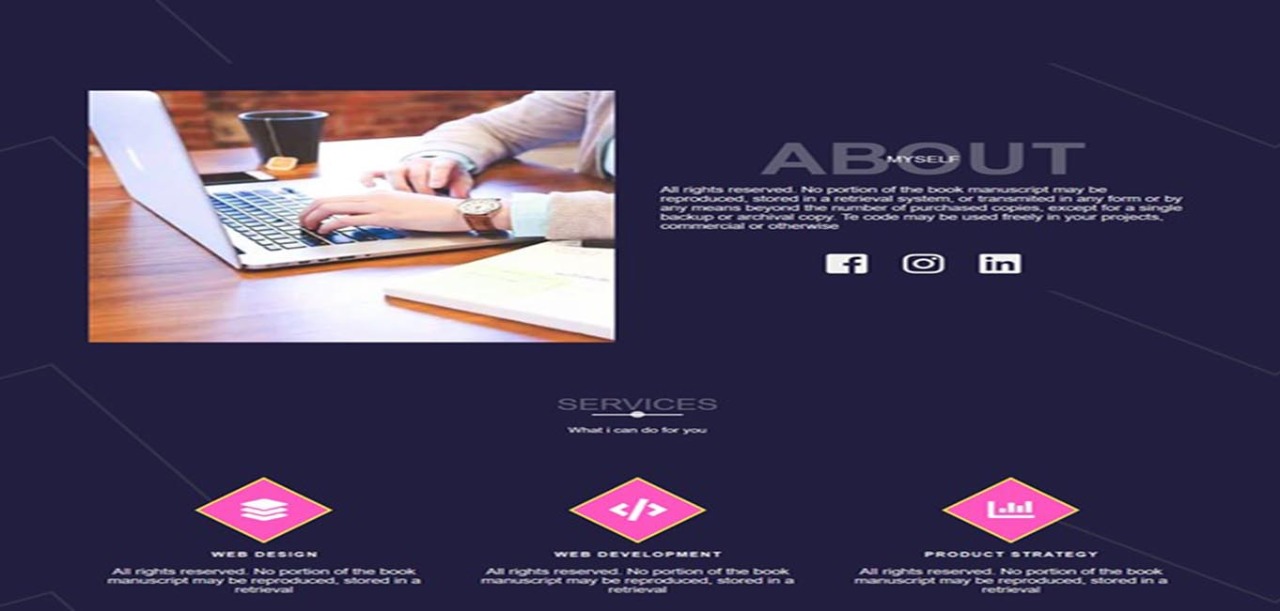 ABOUT
MYSELF
All rights reserved. No portion of the book manuscript may be
reproduced, stored in a retrieval system, or transmited in any form or by
any means beyond the number of purchased copies, except for a single
backup or archival copy. Te code may be used freely in your projects,
commercial or otherwise
SERVICES
What i can do for you
WEB DESIGN
All rights reserved. No portion of the book
manuscript may be reproduced, stored in a
retrieval
WEB DEVELOPMENT
All rights reserved. No portion of the book
manuscript may be reproduced, stored in a
retrieval
PRODUCT STRATEGY
All rights reserved. No portion of the book
manuscript may be reproduced, stored in a
retrieval